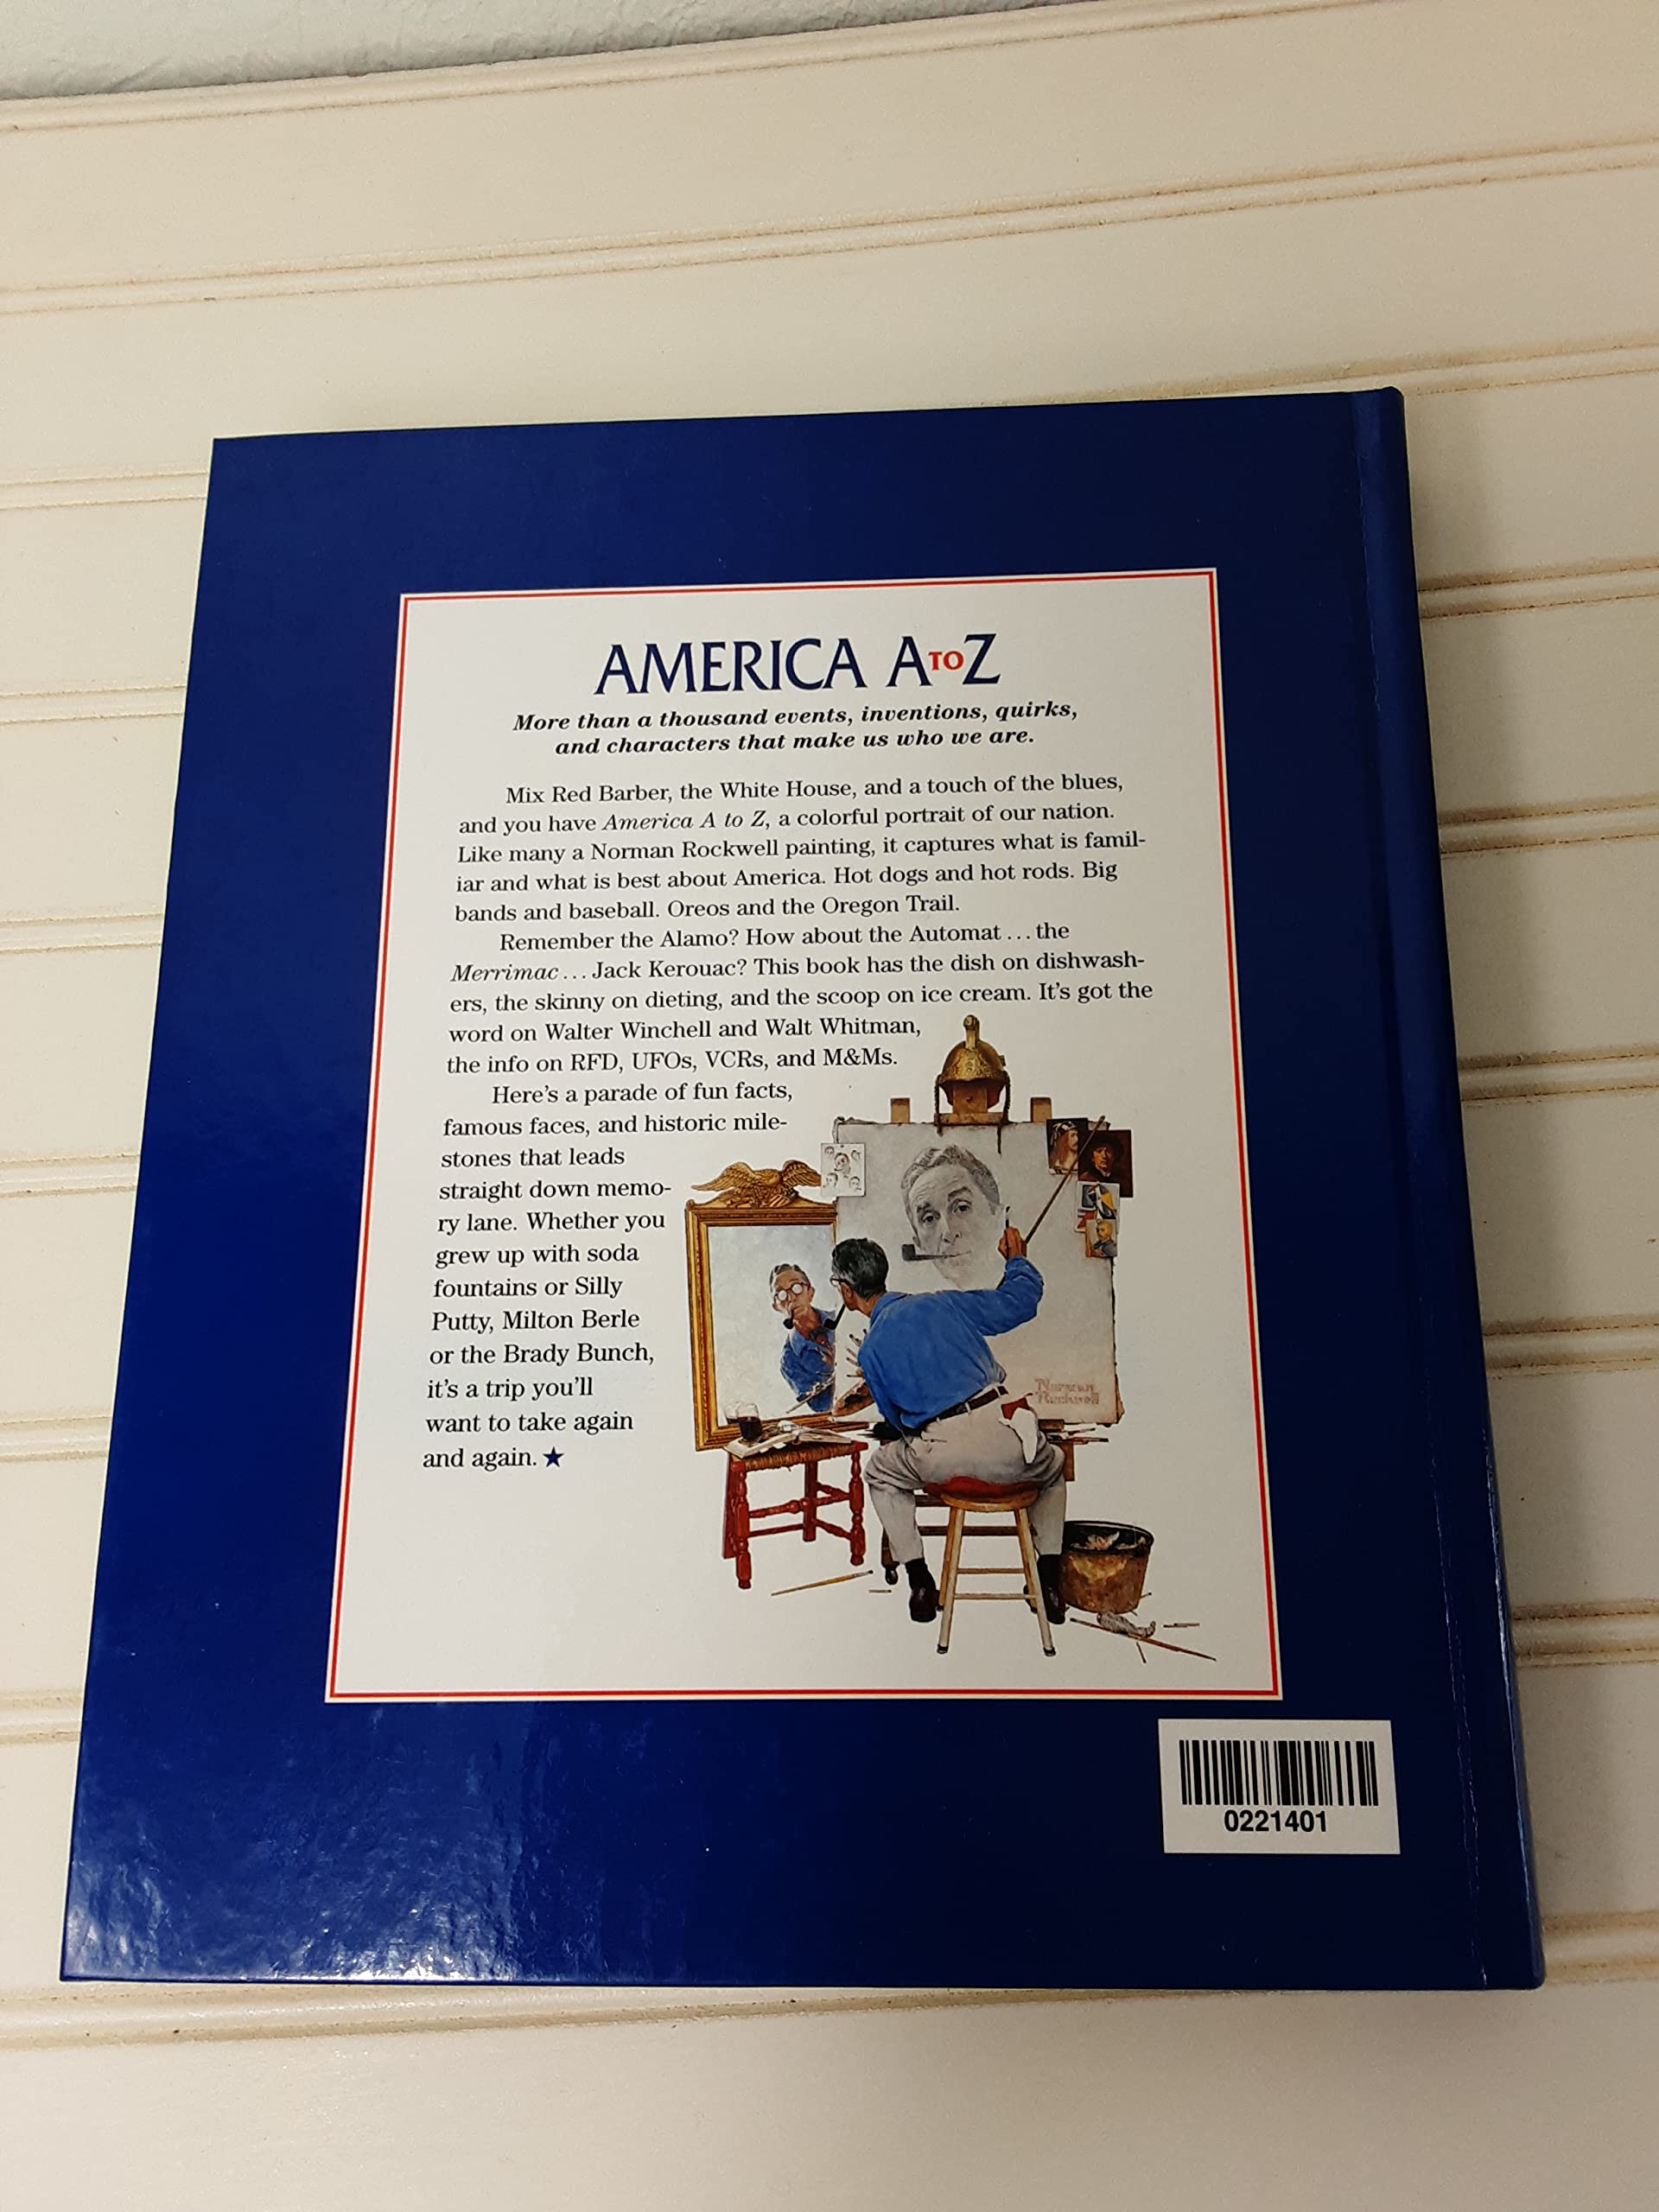 AMERICA A TO Z
More than a thousand events, inventions, quirks,
and characters that make us who we are.
Mix Red Barber, the White House, and a touch of the blues,
and you have America A to Z, a colorful portrait of our nation.
Like many a Norman Rockwell painting, it captures what is famil-
iar and what is best about America. Hot dogs and hot rods. Big
bands and baseball. Oreos and the Oregon Trail.
Remember the Alamo? How about the Automat . . . the
Merrimac . . . Jack Kerouac? This book has the dish on dishwash-
ers, the skinny on dieting, and the scoop on ice cream. It's got the
word on Walter Winchell and Walt Whitman,
the info on RFD, UFOs, VCRs, and M&Ms.
Here's a parade of fun facts,
famous faces, and historic mile-
stones that leads
straight down memo-
ry lane. Whether you
grew up with soda
fountains or Silly
Putty, Milton Berle
or the Brady Bunch,
it's a trip you'll
want to take again
and again. ★
Norman
Rockwell
0221401